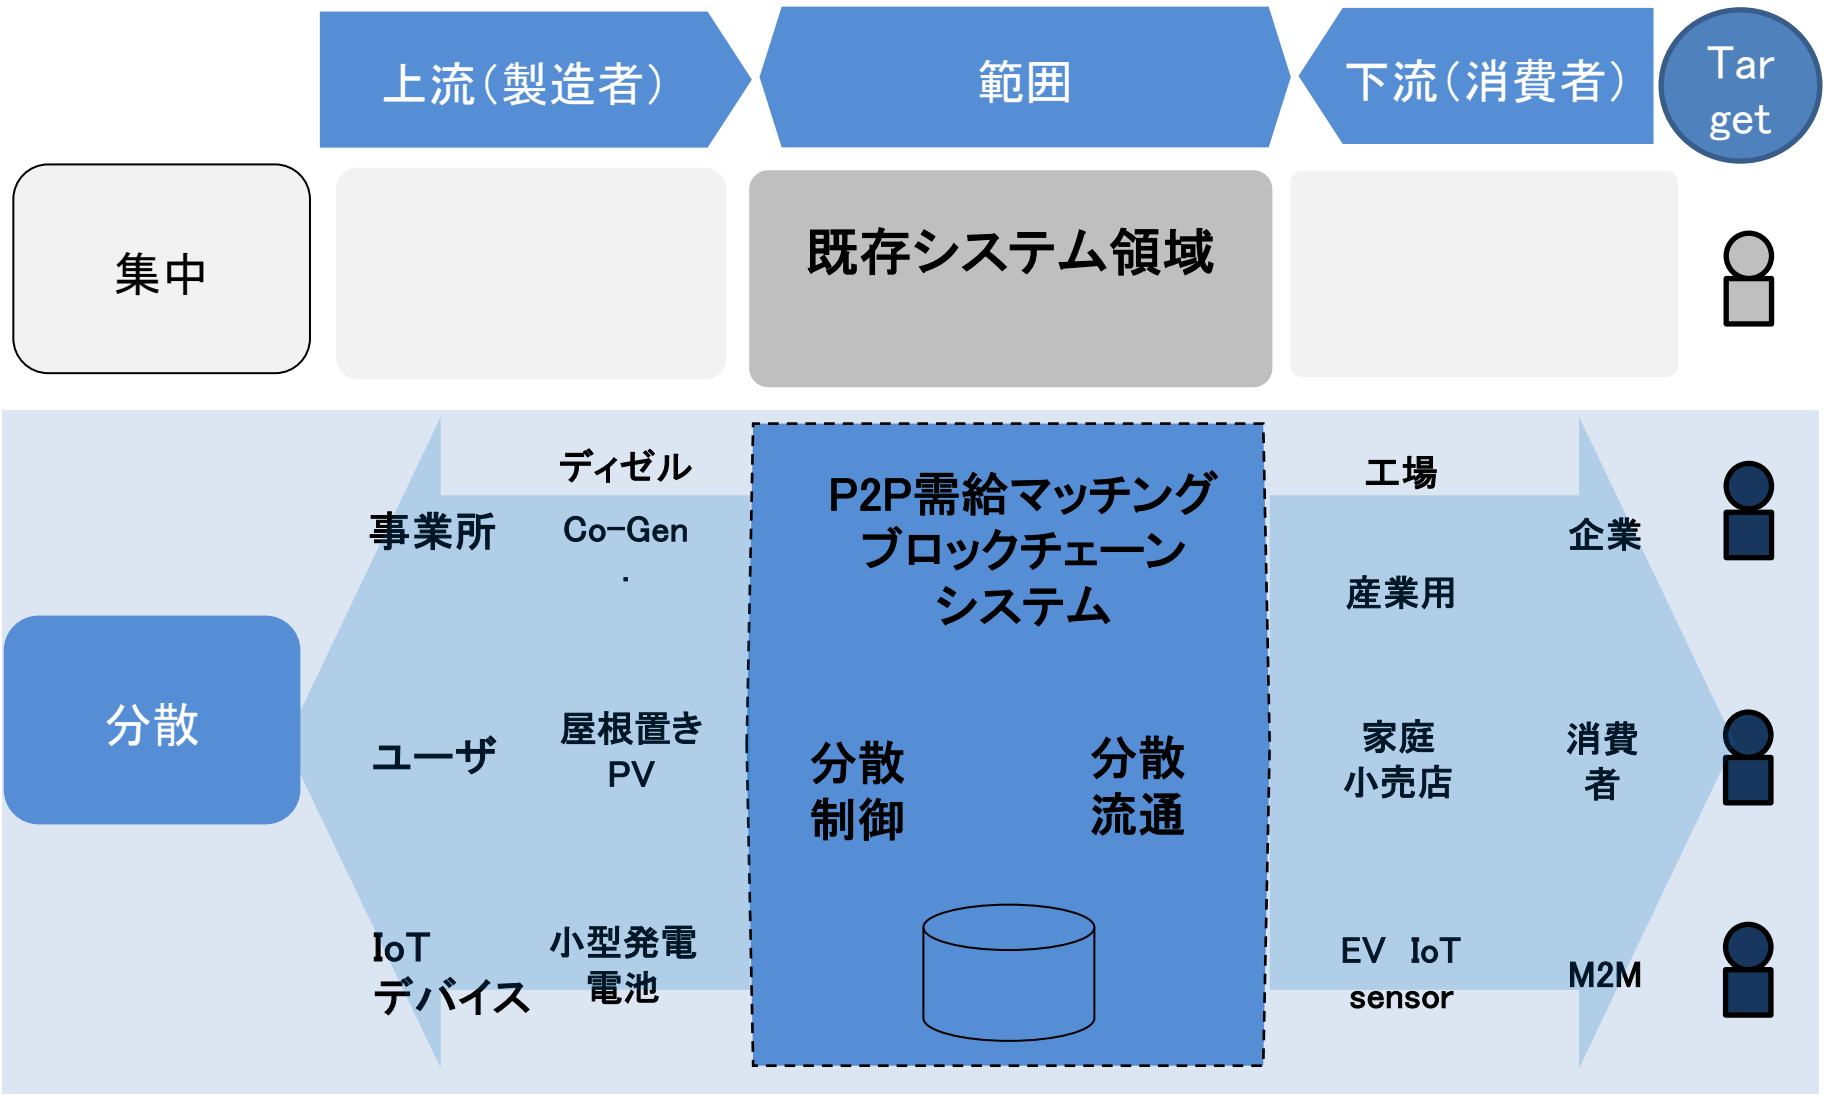 上流（製造者）
範囲
下流（消費者）
Tar
get
集中
既存システム領域
分散
事業所
ディゼル
Co-Gen
.
ユーザ
屋根置き
PV
IoT
デバイス
小型発電
電池
P2P需給マッチング
ブロックチェーン
システム
分散
制御
分散
流通
工場
産業用
企業
家庭
小売店
消費
者
EV IoT
sensor
M2M